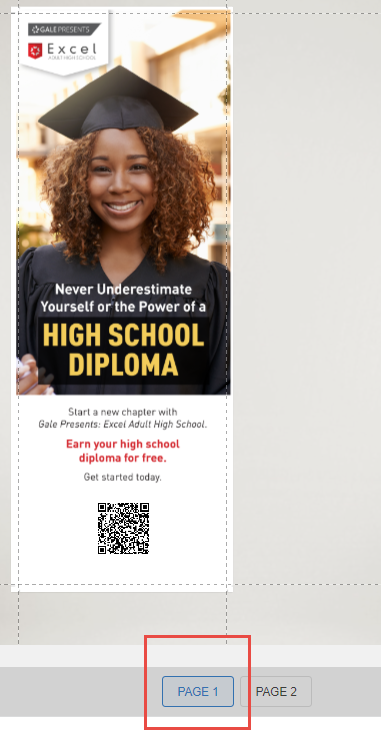 GALE PRESENTS
Excel
ADULT HIGH SCHOOL
Never Underestimate
Yourself or the Power of a
HIGH SCHOOL
DIPLOMA
Start a new chapter with
Gale Presents: Excel Adult High School.
Earn your high school
diploma for free.
Get started today.
PAGE 1
PAGE 2